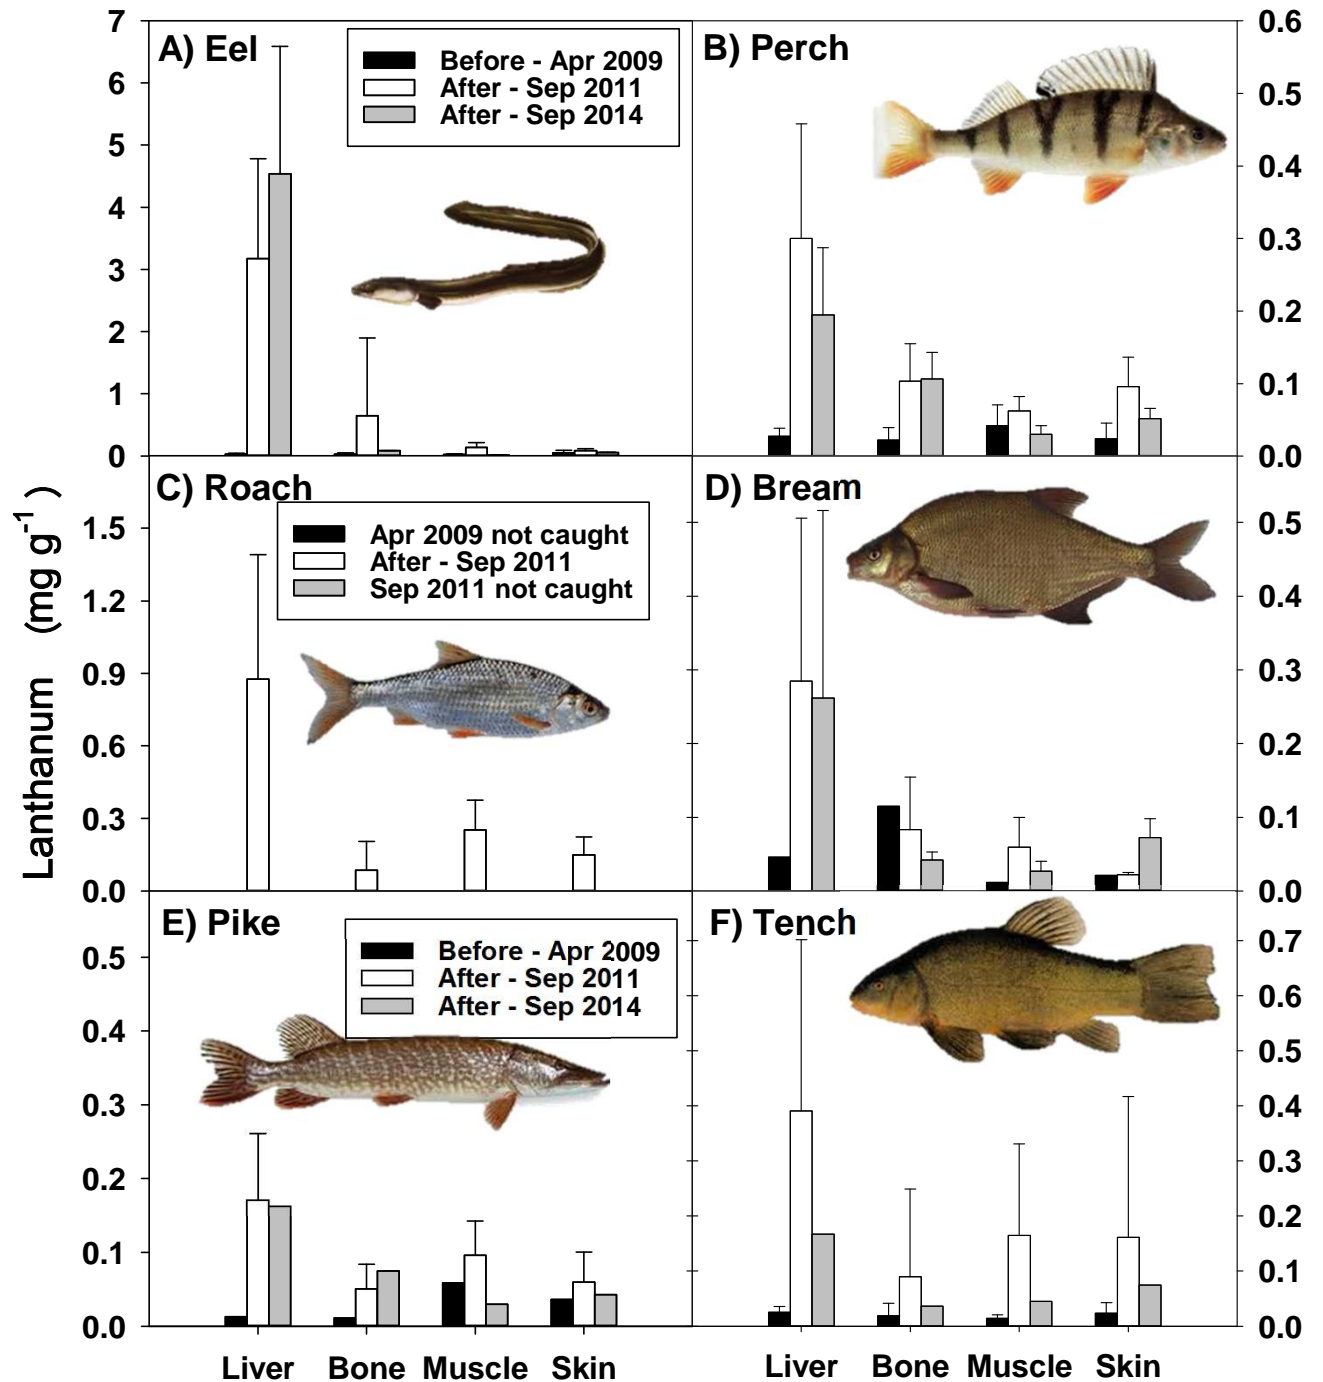 A) Eel
Before - Apr 2009
After - Sep 2011
After - Sep 2014
7
6
5
4
3
2
1
0
B) Perch
0.6
0.5
0.4
0.3
0.2
0.1
0.0
Lanthanum (mg g-1)
C) Roach
Apr 2009 not caught
After - Sep 2011
Sep 2011 not caught
1.5
1.2
0.9
0.6
0.3
0.0
D) Bream
0.5
0.4
0.3
0.2
0.1
0.0
E) Pike
Before - Apr 2009
After - Sep 2011
After - Sep 2014
0.5
0.4
0.3
0.2
0.1
0.0
Liver Bone Muscle Skin
F) Tench
0.7
0.6
0.5
0.4
0.3
0.2
0.1
0.0
Liver Bone Muscle Skin